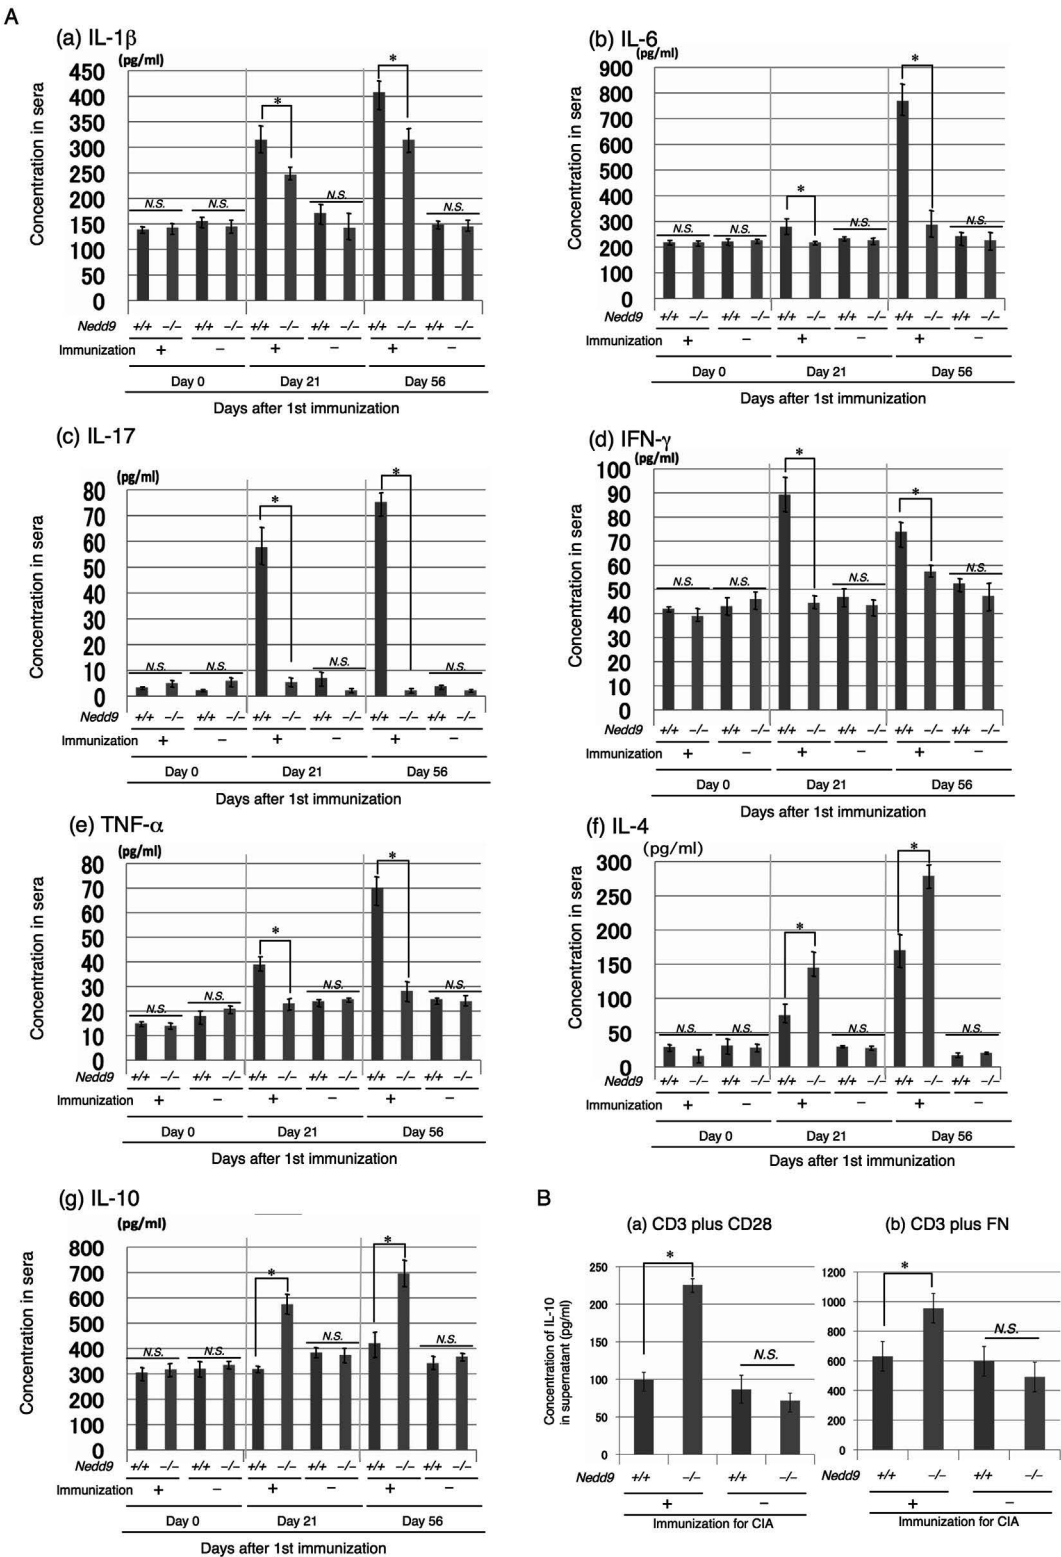 A
(a) IL-1β
(pg/ml)
450
400
350
300
250
200
150
100
50
0
Concentration in sera
*
*
N.S.
N.S.
N.S.
N.S.
Nedd9 +/+ −/− +/+ −/− +/+ −/− +/+ −/− +/+ −/− +/+ −/−
Immunization + − + − + −
Day 0 Day 21 Day 56
Days after 1st immunization
(b) IL-6
(pg/ml)
900
800
700
600
500
400
300
200
100
0
Concentration in sera
*
*
N.S.
N.S.
N.S.
N.S.
Nedd9 +/+ −/− +/+ −/− +/+ −/− +/+ −/− +/+ −/− +/+ −/−
Immunization + − + − + −
Day 0 Day 21 Day 56
Days after 1st immunization
(c) IL-17
(pg/ml)
80
70
60
50
40
30
20
10
0
Concentration in sera
*
*
N.S.
N.S.
N.S.
N.S.
Nedd9 +/+ −/− +/+ −/− +/+ −/− +/+ −/− +/+ −/− +/+ −/−
Immunization + − + − + −
Day 0 Day 21 Day 56
Days after 1st immunization
(d) IFN-γ
(pg/ml)
100
90
80
70
60
50
40
30
20
10
0
Concentration in sera
*
*
N.S.
N.S.
N.S.
N.S.
Nedd9 +/+ −/− +/+ −/− +/+ −/− +/+ −/− +/+ −/− +/+ −/−
Immunization + − + − + −
Day 0 Day 21 Day 56
Days after 1st immunization
(e) TNF-α
(pg/ml)
80
70
60
50
40
30
20
10
0
Concentration in sera
*
*
N.S.
N.S.
N.S.
N.S.
Nedd9 +/+ −/− +/+ −/− +/+ −/− +/+ −/− +/+ −/− +/+ −/−
Immunization + − + − + −
Day 0 Day 21 Day 56
Days after 1st immunization
(f) IL-4
(pg/ml)
300
250
200
150
100
50
0
Concentration in sera
*
*
N.S.
N.S.
N.S.
N.S.
Nedd9 +/+ −/− +/+ −/− +/+ −/− +/+ −/− +/+ −/− +/+ −/−
Immunization + − + − + −
Day 0 Day 21 Day 56
Days after 1st immunization
(g) IL-10
(pg/ml)
800
700
600
500
400
300
200
100
0
Concentration in sera
*
*
N.S.
N.S.
N.S.
N.S.
Nedd9 +/+ −/− +/+ −/− +/+ −/− +/+ −/− +/+ −/− +/+ −/−
Immunization + − + − + −
Day 0 Day 21 Day 56
Days after 1st immunization
B
(a) CD3 plus CD28
250
200
150
100
50
0
Concentration of IL-10
in supernatant (pg/ml)
*
N.S.
Nedd9 +/+ −/− +/+ −/−
+ −
Immunization for CIA
(b) CD3 plus FN
1200
1000
800
600
400
200
0
*
N.S.
Nedd9 +/+ −/− +/+ −/−
+ −
Immunization for CIA